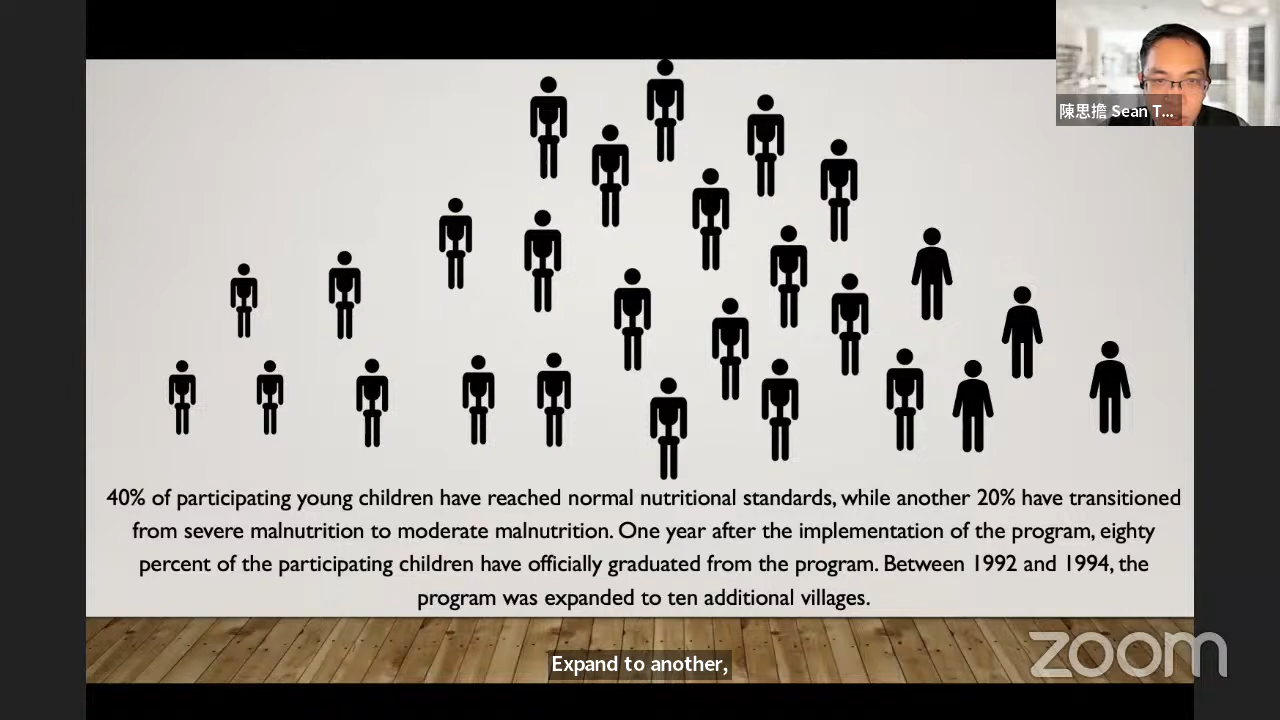 陳思擔 Sean T...
40% of participating young children have reached normal nutritional standards, while another 20% have transitioned
from severe malnutrition to moderate malnutrition. One year after the implementation of the program, eighty
percent of the participating children have officially graduated from the program. Between 1992 and 1994, the
program was expanded to ten additional villages.
zoom
Expand to another,